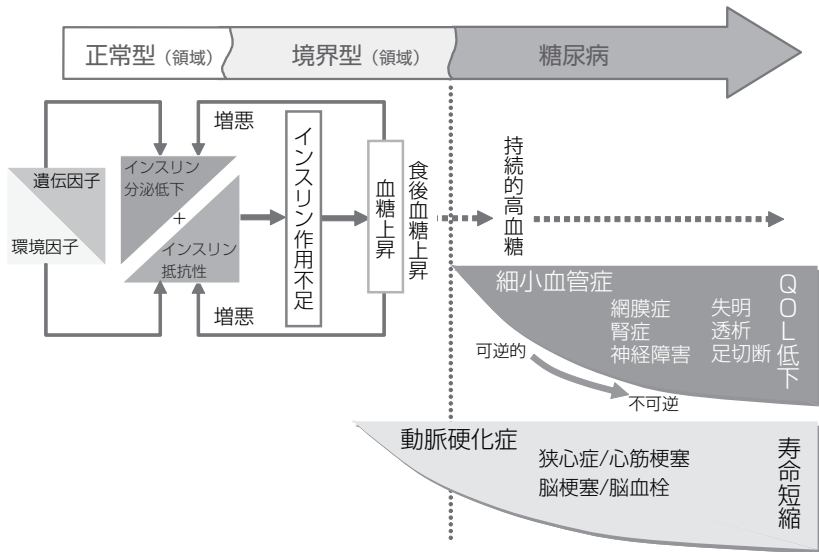 正常型（領域）
境界型（領域）
糖尿病
増悪
遺伝因子
環境因子
インスリン
分泌低下
+
インスリン
抵抗性
インスリン作用不足
血糖上昇
食後血糖上昇
持続的高血糖
増悪
細小血管症
網膜症
腎症
神経障害
失明
透析
足切断
QOL低下
可逆的
不可逆
動脈硬化症
狭心症/心筋梗塞
脳梗塞/脳血栓
寿命短縮